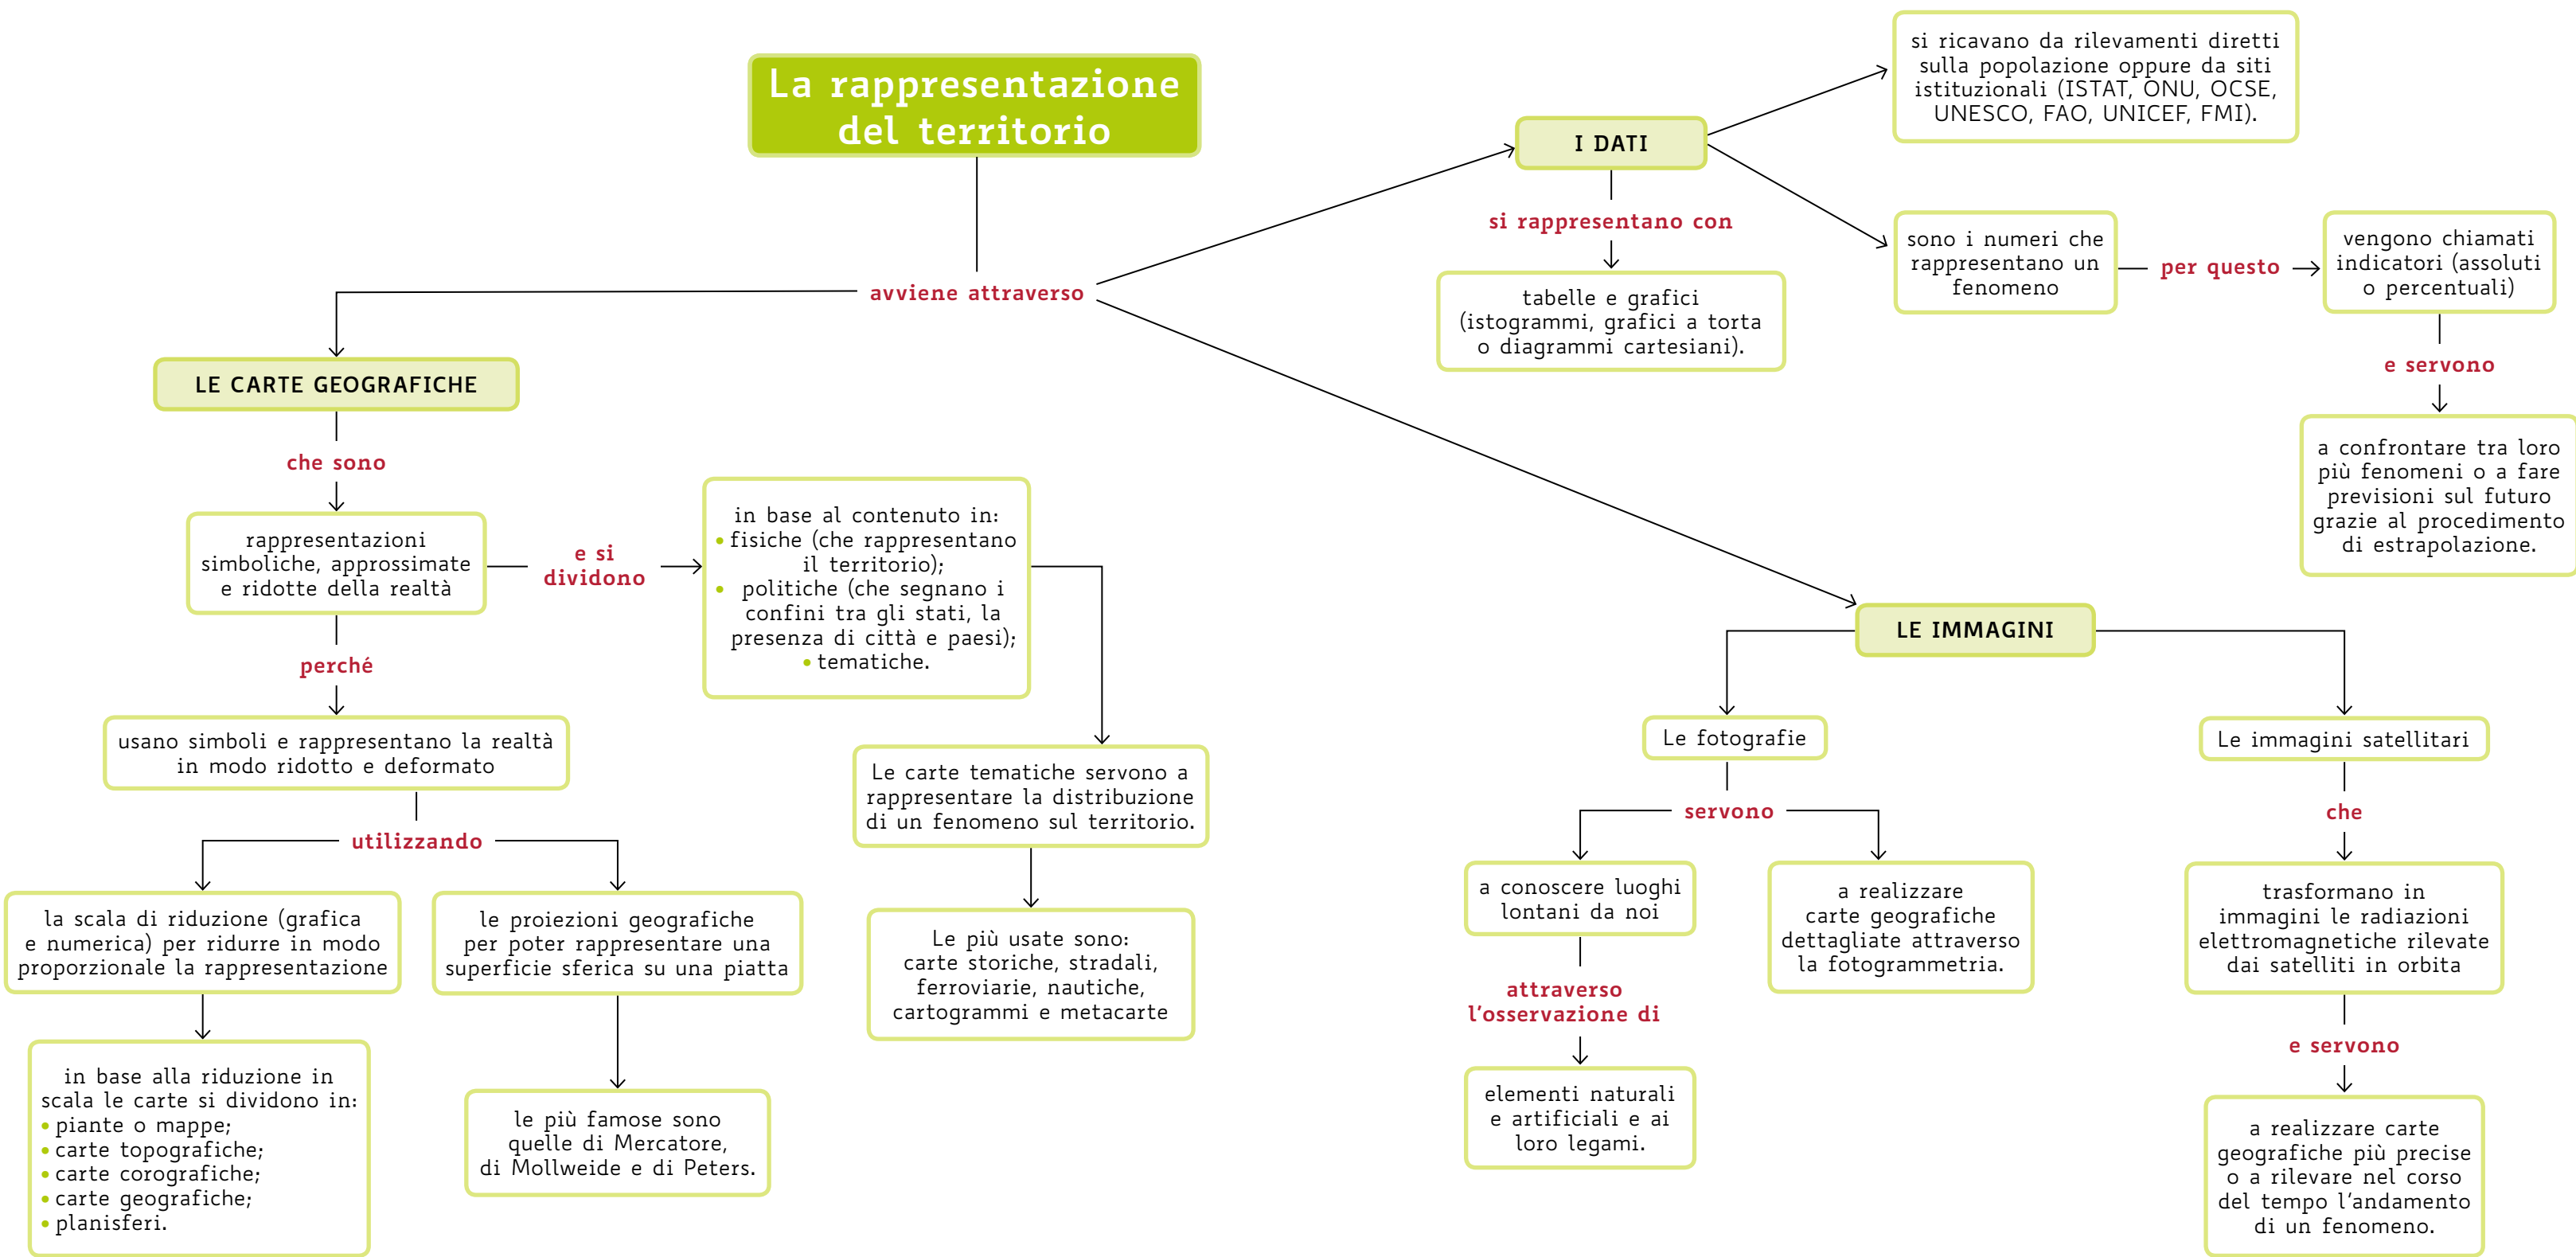 La rappresentazione
del territorio
avviene attraverso
LE CARTE GEOGRAFICHE
che sono
rappresentazioni
simboliche, approssimate
e ridotte della realtà
e si
dividono
in base al contenuto in:
• fisiche (che rappresentano
il territorio);
• politiche (che segnano i
confini tra gli stati, la
presenza di città e paesi);
• tematiche.
Le carte tematiche servono a
rappresentare la distribuzione
di un fenomeno sul territorio.
Le più usate sono:
carte storiche, stradali,
ferroviarie, nautiche,
cartogrammi e metacarte
perché
usano simboli e rappresentano la realtà
in modo ridotto e deformato
utilizzando
la scala di riduzione (grafica
e numerica) per ridurre in modo
proporzionale la rappresentazione
in base alla riduzione in
scala le carte si dividono in:
• piante o mappe;
• carte topografiche;
• carte corografiche;
• carte geografiche;
• planisferi.
le proiezioni geografiche
per poter rappresentare una
superficie sferica su una piatta
le più famose sono
quelle di Mercatore,
di Mollweide e di Peters.
I DATI
si ricavano da rilevamenti diretti
sulla popolazione oppure da siti
istituzionali (ISTAT, ONU, OCSE,
UNESCO, FAO, UNICEF, FMI).
si rappresentano con
tabelle e grafici
(istogrammi, grafici a torta
o diagrammi cartesiani).
sono i numeri che
rappresentano un
fenomeno
per questo
vengono chiamati
indicatori (assoluti
o percentuali)
e servono
a confrontare tra loro
più fenomeni o a fare
previsioni sul futuro
grazie al procedimento
di estrapolazione.
LE IMMAGINI
Le fotografie
servono
a conoscere luoghi
lontani da noi
attraverso
l'osservazione di
elementi naturali
e artificiali e ai
loro legami.
a realizzare
carte geografiche
dettagliate attraverso
la fotogrammetria.
Le immagini satellitari
che
trasformano in
immagini le radiazioni
elettromagnetiche rilevate
dai satelliti in orbita
e servono
a realizzare carte
geografiche più precise
o a rilevare nel corso
del tempo l'andamento
di un fenomeno.